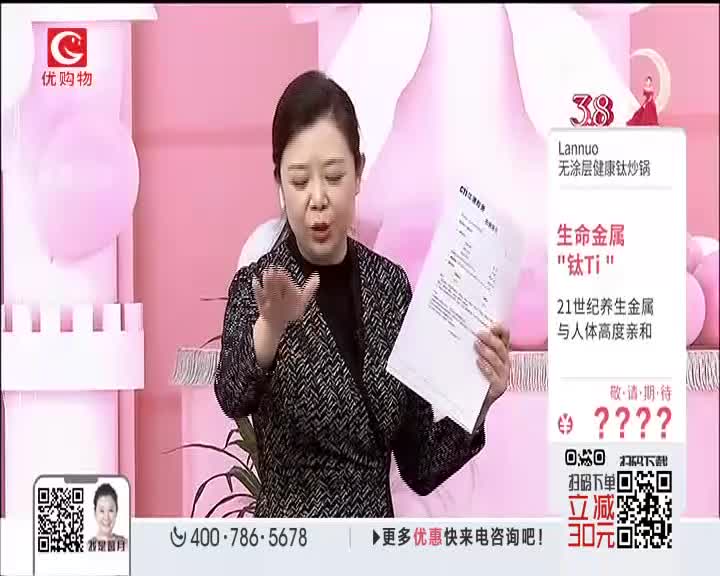 优购物
38
Lannuo
无涂层健康钛炒锅
生命金属
"钛Ti "
21世纪养生金属
与人体高度亲和
敬·请·期·待
¥ ????
扫码下单
立减
30元
扫码下载
400·786·5678
更多优惠快来电咨询吧!